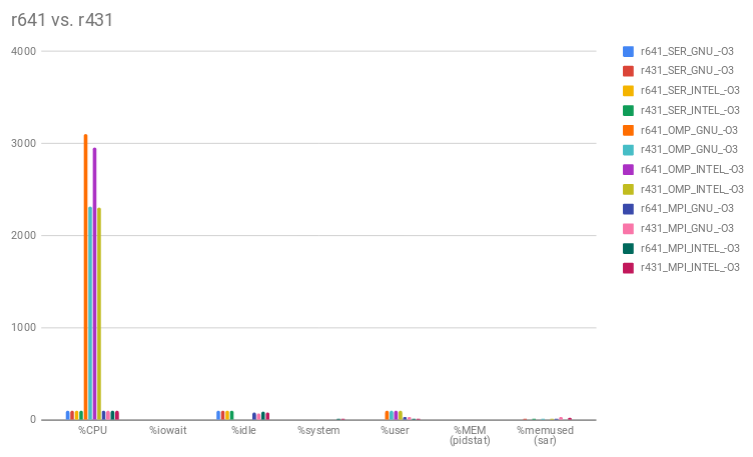 r641 vs. r431
4000
3000
2000
1000
0
%CPU
%iowait
%idle
%system
%user
%MEM
(pidstat)
%memused
(sar)
r641_SER_GNU_-O3
r431_SER_GNU_-O3
r641_SER_INTEL_-O3
r431_SER_INTEL_-O3
r641_OMP_GNU_-O3
r431_OMP_GNU_-O3
r641_OMP_INTEL_-O3
r431_OMP_INTEL_-O3
r641_MPI_GNU_-O3
r431_MPI_GNU_-O3
r641_MPI_INTEL_-O3
r431_MPI_INTEL_-O3